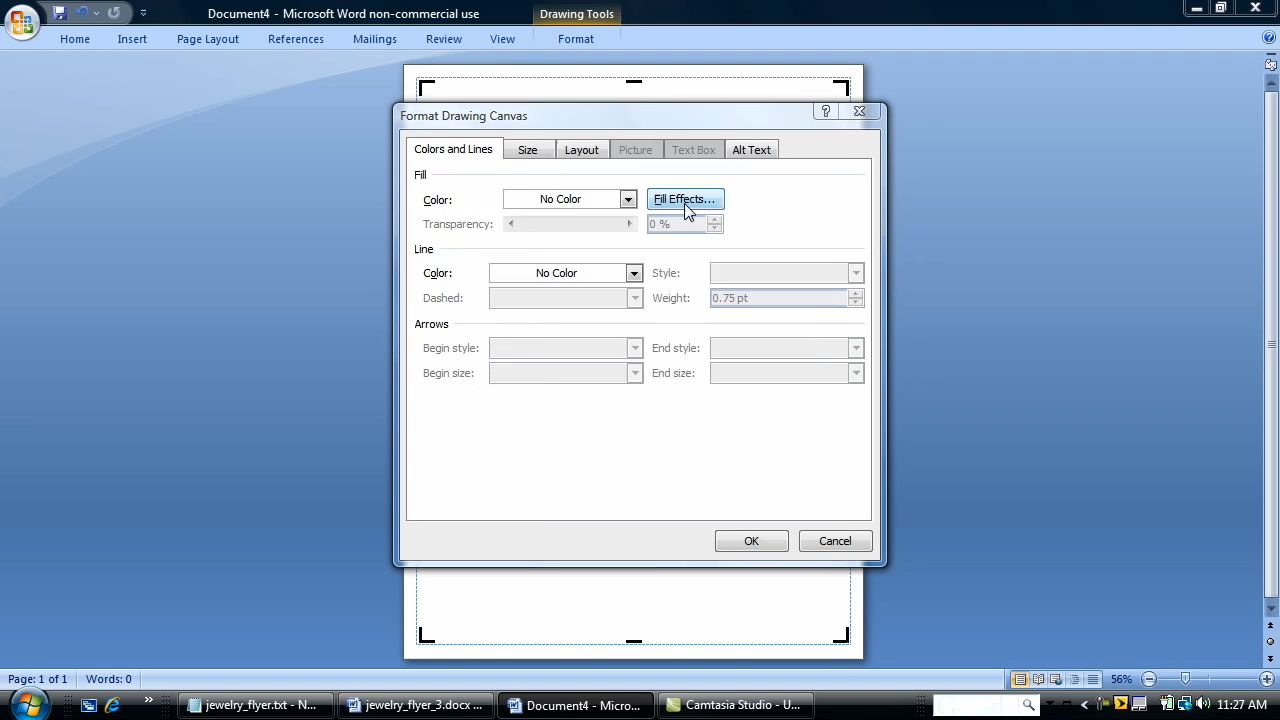 Document4 - Microsoft Word non-commercial use
Drawing Tools
Home Insert Page Layout References Mailings Review View Format
Format Drawing Canvas
Colors and Lines Size Layout Picture Text Box Alt Text
Fill
Color: No Color Fill Effects...
Transparency: 0 %
Line
Color: No Color Style:
Dashed: Weight: 0.75 pt
Arrows
Begin style: End style:
Begin size: End size:
OK Cancel
Page: 1 of 1 Words: 0 56%
jewelry_flyer.txt - N... jewelry_flyer_3.docx ... Document4 - Micros... Camtasia Studio - U... 11:27 AM